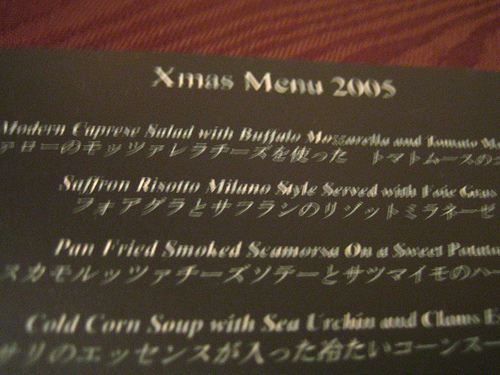 Xmas Menu 2005
Modern Caprese Salad with Buffalo Mozzarella and Tomato
ァローのモッツァレラチーズを使った トマトムースの
Saffron Risotto Milano Style Served with Foie Gras
フォアグラとサフランのリゾットミラネーゼ
Pan Fried Smoked Scamorsa On a Sweet Potato
スカモルッツァチーズソテーとサツマイモのハー
Cold Corn Soup with Sea Urchin and Clams
サリのエッセンスが入った冷たいコーンスー